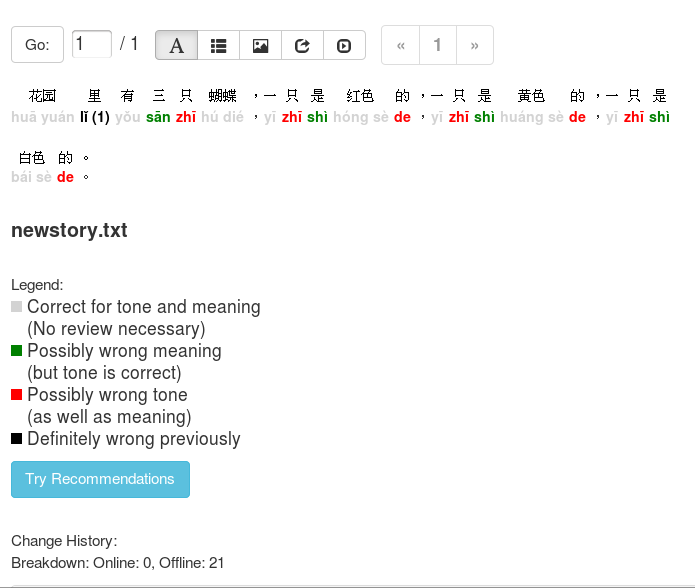 Go: 1 / 1 A « 1 »
花园 里 有 三 只 蝴蝶 ，一 只 是 红色 的 ，一 只 是 黄色 的 ，一 只 是
huā yuán lǐ (1) yǒu sān zhī hú dié ，yī zhī shì hóng sè de ，yī zhī shì huáng sè de ，yī zhī shì
白色 的 。
bái sè de 。
newstory.txt
Legend:
Correct for tone and meaning
(No review necessary)
Possibly wrong meaning
(but tone is correct)
Possibly wrong tone
(as well as meaning)
Definitely wrong previously
Try Recommendations
Change History:
Breakdown: Online: 0, Offline: 21